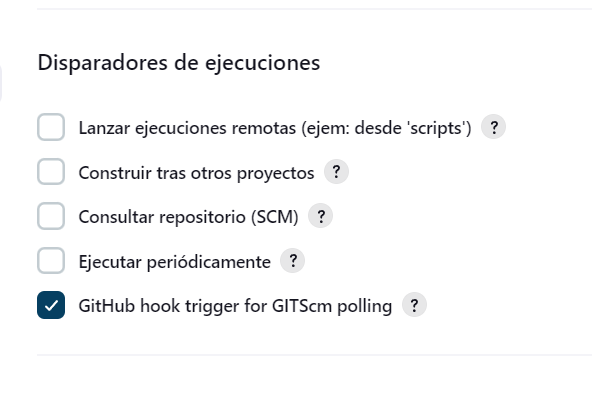 Disparadores de ejecuciones
Lanzar ejecuciones remotas (ejem: desde 'scripts') ?
Construir tras otros proyectos ?
Consultar repositorio (SCM) ?
Ejecutar periódicamente ?
GitHub hook trigger for GITScm polling ?